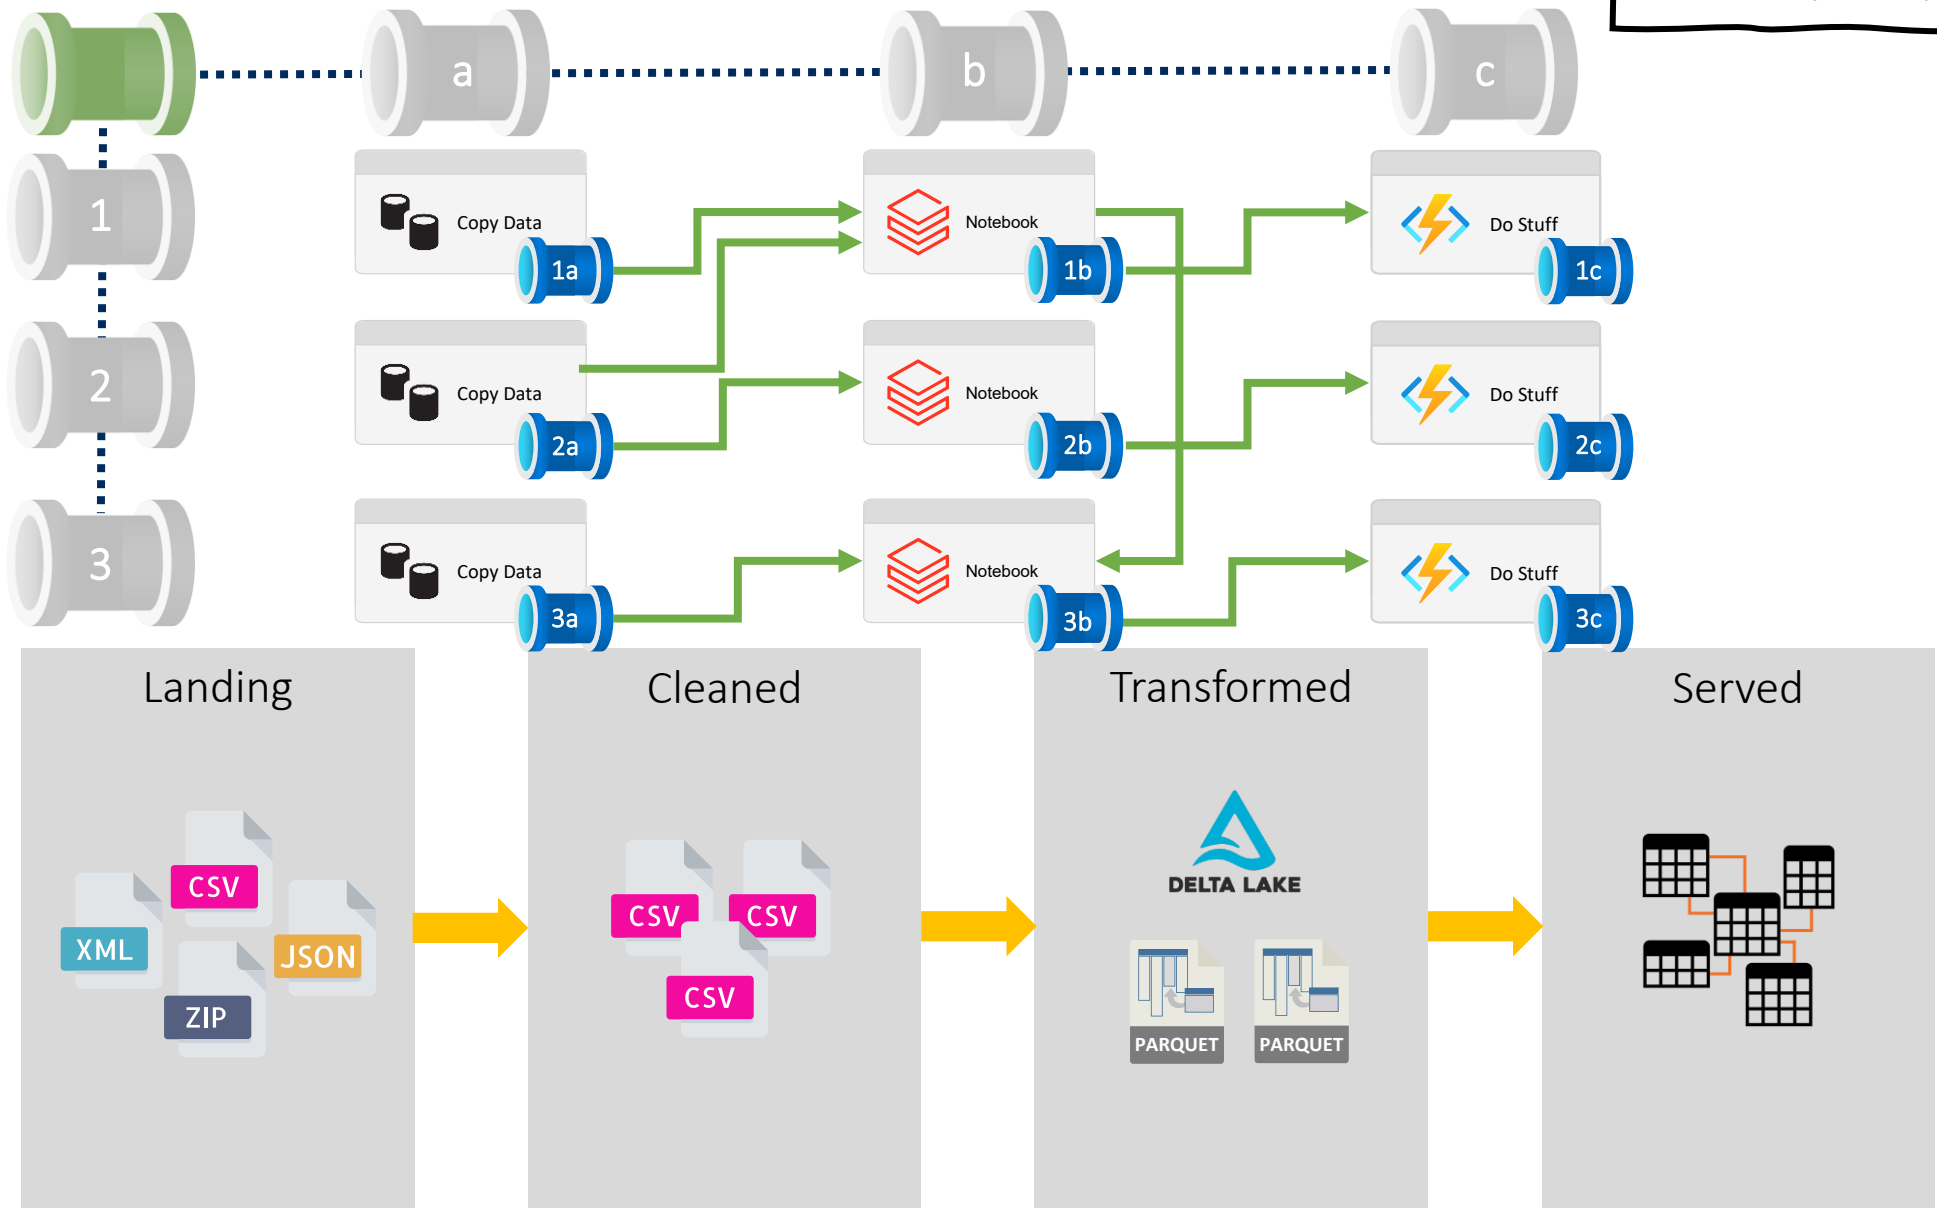 a
b
c
1
Copy Data
1a
Notebook
1b
Do Stuff
1c
2
Copy Data
2a
Notebook
2b
Do Stuff
2c
3
Copy Data
3a
Notebook
3b
Do Stuff
3c
Landing
Cleaned
Transformed
Served
CSV
XML
JSON
ZIP
CSV
CSV
CSV
DELTA LAKE
PARQUET
PARQUET